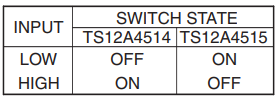 INPUT SWITCH STATE
TS12A4514 TS12A4515
LOW OFF ON
HIGH ON OFF